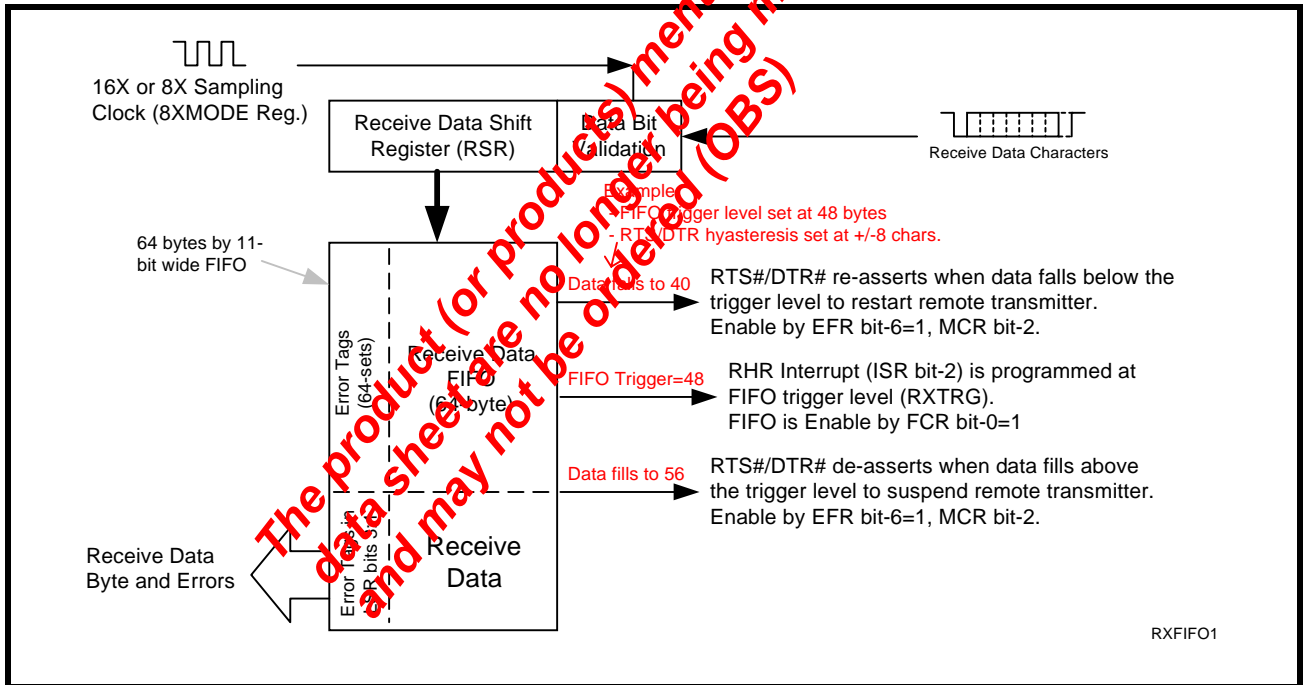 16X or 8X Sampling
Clock (8XMODE Reg.)
Receive Data Shift
Register (RSR)
Data Bit
Validation
Receive Data Characters
Example:
- FIFO trigger level set at 48 bytes
- RTS/DTR hyasteresis set at +/-8 chars.
64 bytes by 11-
bit wide FIFO
Data falls to 40
RTS#/DTR# re-asserts when data falls below the
trigger level to restart remote transmitter.
Enable by EFR bit-6=1, MCR bit-2.
Error Tags
(64-sets)
Receive Data
FIFO
(64-byte)
FIFO Trigger=48
RHR Interrupt (ISR bit-2) is programmed at
FIFO trigger level (RXTRG).
FIFO is Enable by FCR bit-0=1
Data fills to 56
RTS#/DTR# de-asserts when data fills above
the trigger level to suspend remote transmitter.
Enable by EFR bit-6=1, MCR bit-2.
Receive Data
Byte and Errors
Error Tags in
LSR bits
Receive
Data
RXFIFO1
The product (or products)
data sheet are no longer being
and may not be ordered (OBS)